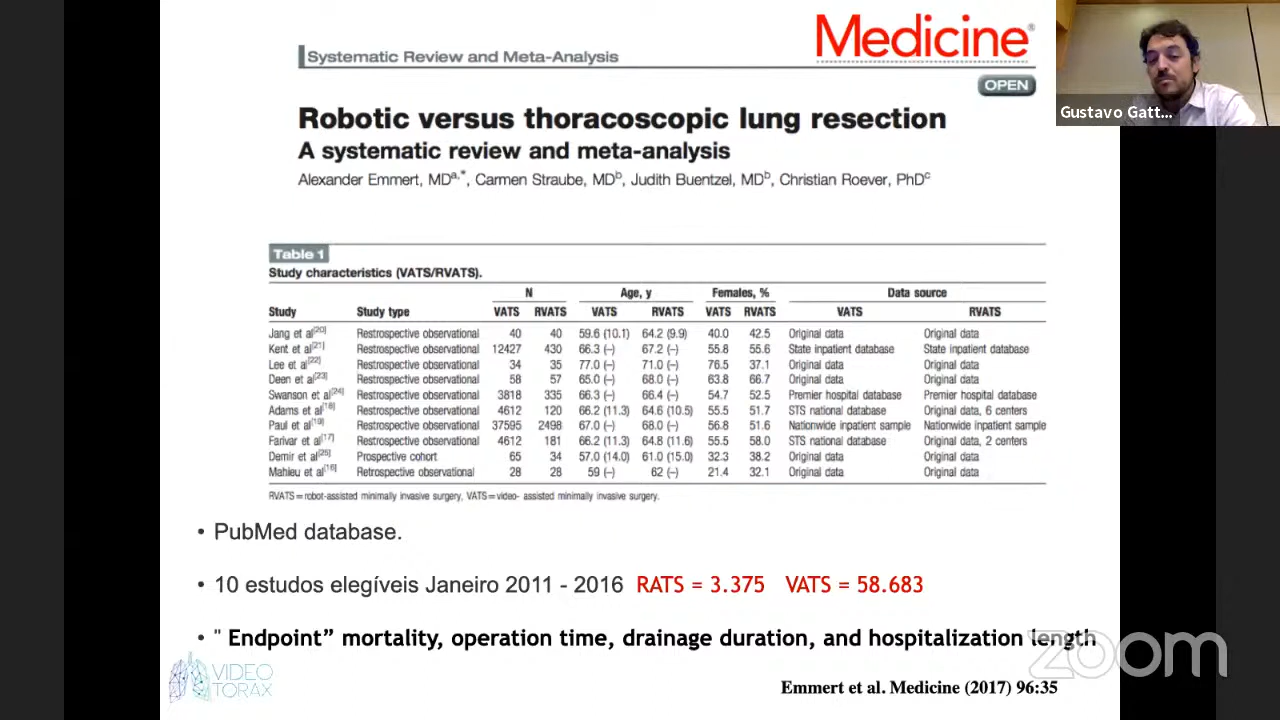 Medicine®
Systematic Review and Meta-Analysis
OPEN
Gustavo Gatt...
Robotic versus thoracoscopic lung resection
A systematic review and meta-analysis
Alexander Emmert, MDa,*, Carmen Straube, MDb, Judith Buentzel, MDb, Christian Roever, PhDc
Table 1
Study characteristics (VATS/RVATS).
N Age, y Females, % Data source
Study Study type VATS RVATS VATS RVATS VATS RVATS VATS RVATS
Jang et al[20] Restrospective observational 40 40 59.6 (10.1) 64.2 (9.9) 40.0 42.5 Original data Original data
Kent et al[21] Restrospective observational 12427 430 66.3 (–) 67.2 (–) 55.8 55.6 State inpatient database State inpatient database
Lee et al[22] Restrospective observational 34 35 77.0 (–) 71.0 (–) 76.5 37.1 Original data Original data
Deen et al[23] Restrospective observational 58 57 65.0 (–) 68.0 (–) 63.8 66.7 Original data Original data
Swanson et al[24] Restrospective observational 3818 335 66.3 (–) 66.4 (–) 54.7 52.5 Premier hospital database Premier hospital database
Adams et al[18] Restrospective observational 4612 120 66.2 (11.3) 64.6 (10.5) 55.5 51.7 STS national database Original data, 6 centers
Paul et al[19] Restrospective observational 37595 2498 67.0 (–) 68.0 (–) 56.8 51.6 Nationwide inpatient sample Nationwide inpatient sample
Farivar et al[17] Restrospective observational 4612 181 66.2 (11.3) 64.8 (11.6) 55.5 58.0 STS national database Original data, 2 centers
Demir et al[25] Prospective cohort 65 34 57.0 (14.0) 61.0 (15.0) 32.3 38.2 Original data Original data
Mahieu et al[16] Retrospective observational 28 28 59 (–) 62 (–) 21.4 32.1 Original data Original data
RVATS=robot-assisted minimally invasive surgery, VATS=video- assisted minimally invasive surgery.
• PubMed database.
• 10 estudos elegíveis Janeiro 2011 - 2016 RATS = 3.375 VATS = 58.683
• " Endpoint” mortality, operation time, drainage duration, and hospitalization length
zoom
VIDEO
TORAX
Emmert et al. Medicine (2017) 96:35